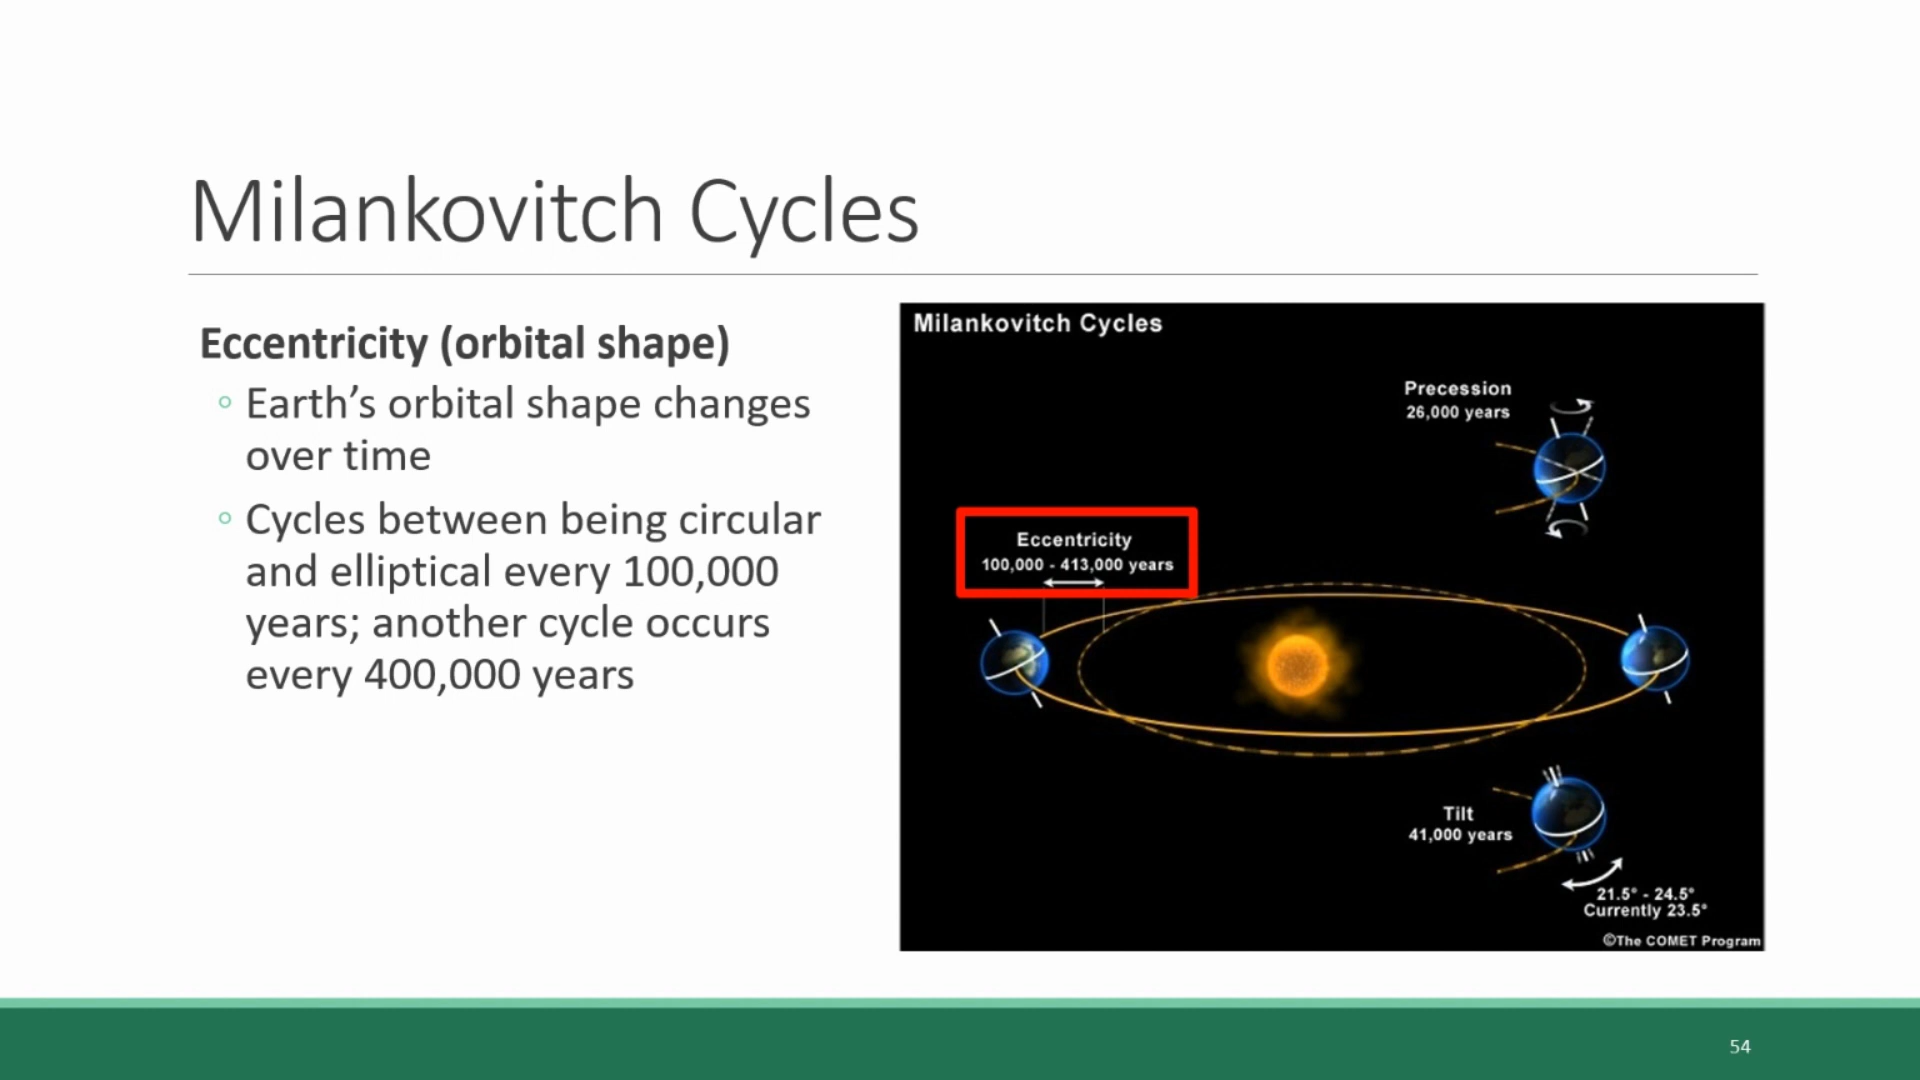 Milankovitch Cycles
Eccentricity (orbital shape)
◦ Earth’s orbital shape changes
over time
◦ Cycles between being circular
and elliptical every 100,000
years; another cycle occurs
every 400,000 years
Milankovitch Cycles
Precession
26,000 years
Eccentricity
100,000 - 413,000 years
Tilt
41,000 years
21.5° - 24.5°
Currently 23.5°
©The COMET Program
54